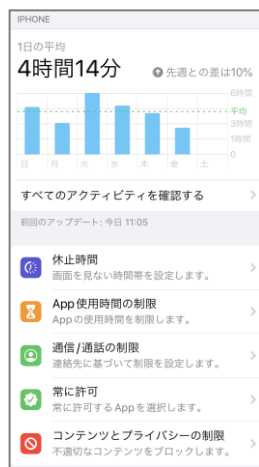 IPHONE
1日の平均
4時間14分
先週との差は10%
6時間
平均
3時間
1時間
0
日 月 火 水 木 金 土
すべてのアクティビティを確認する
前回のアップデート: 今日 11:05
休止時間
画面を見ない時間帯を設定します。
App使用時間の制限
Appの使用時間を制限します。
通信/通話の制限
連絡先に基づいて制限を設定します。
常に許可
常に許可するAppを選択します。
コンテンツとプライバシーの制限
不適切なコンテンツをブロックします。